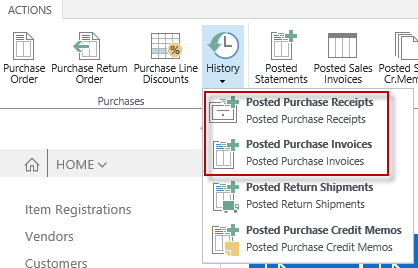 ACTIONS
Purchase Order
Purchase Return Order
Purchase Line Discounts
History
Posted Statements
Posted Sales Invoices
Posted S
Cr.Mem
Purchases
Posted Purchase Receipts
Posted Purchase Receipts
Posted Purchase Invoices
Posted Purchase Invoices
Posted Return Shipments
Posted Return Shipments
Posted Purchase Credit Memos
Posted Purchase Credit Memos
HOME
Item Registrations
Vendors
Customers